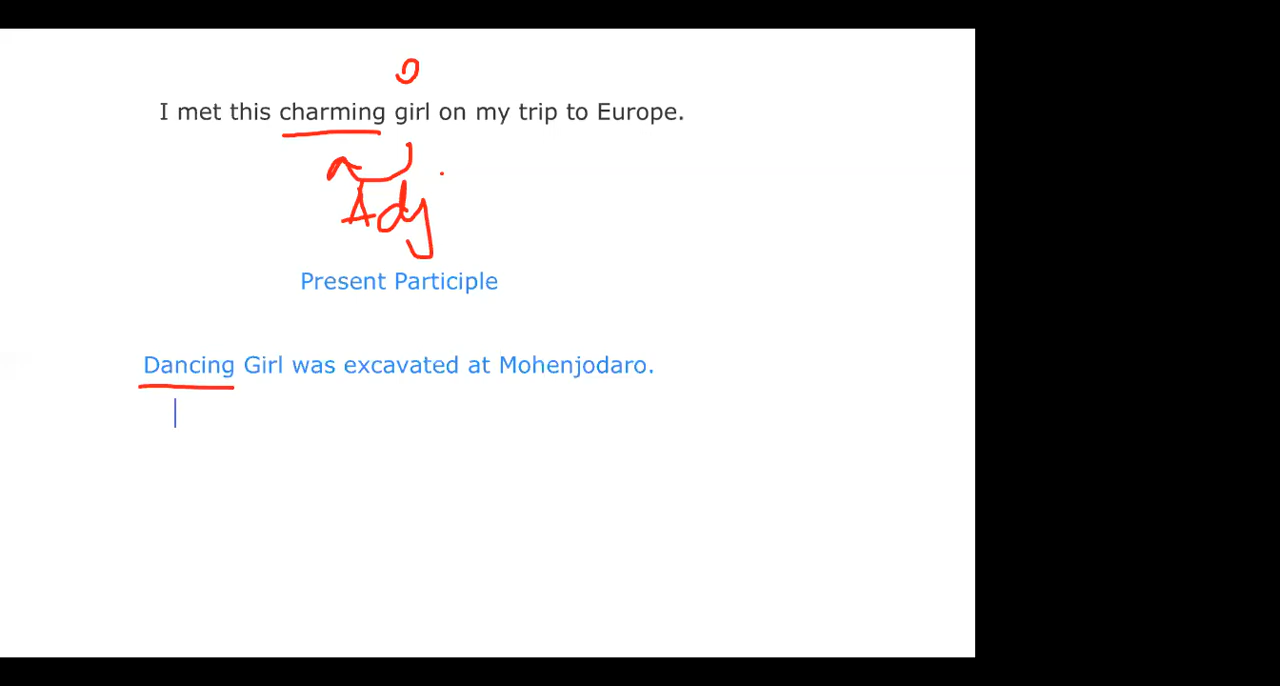 I met this charming girl on my trip to Europe.
Adj
Present Participle
Dancing Girl was excavated at Mohenjodaro.